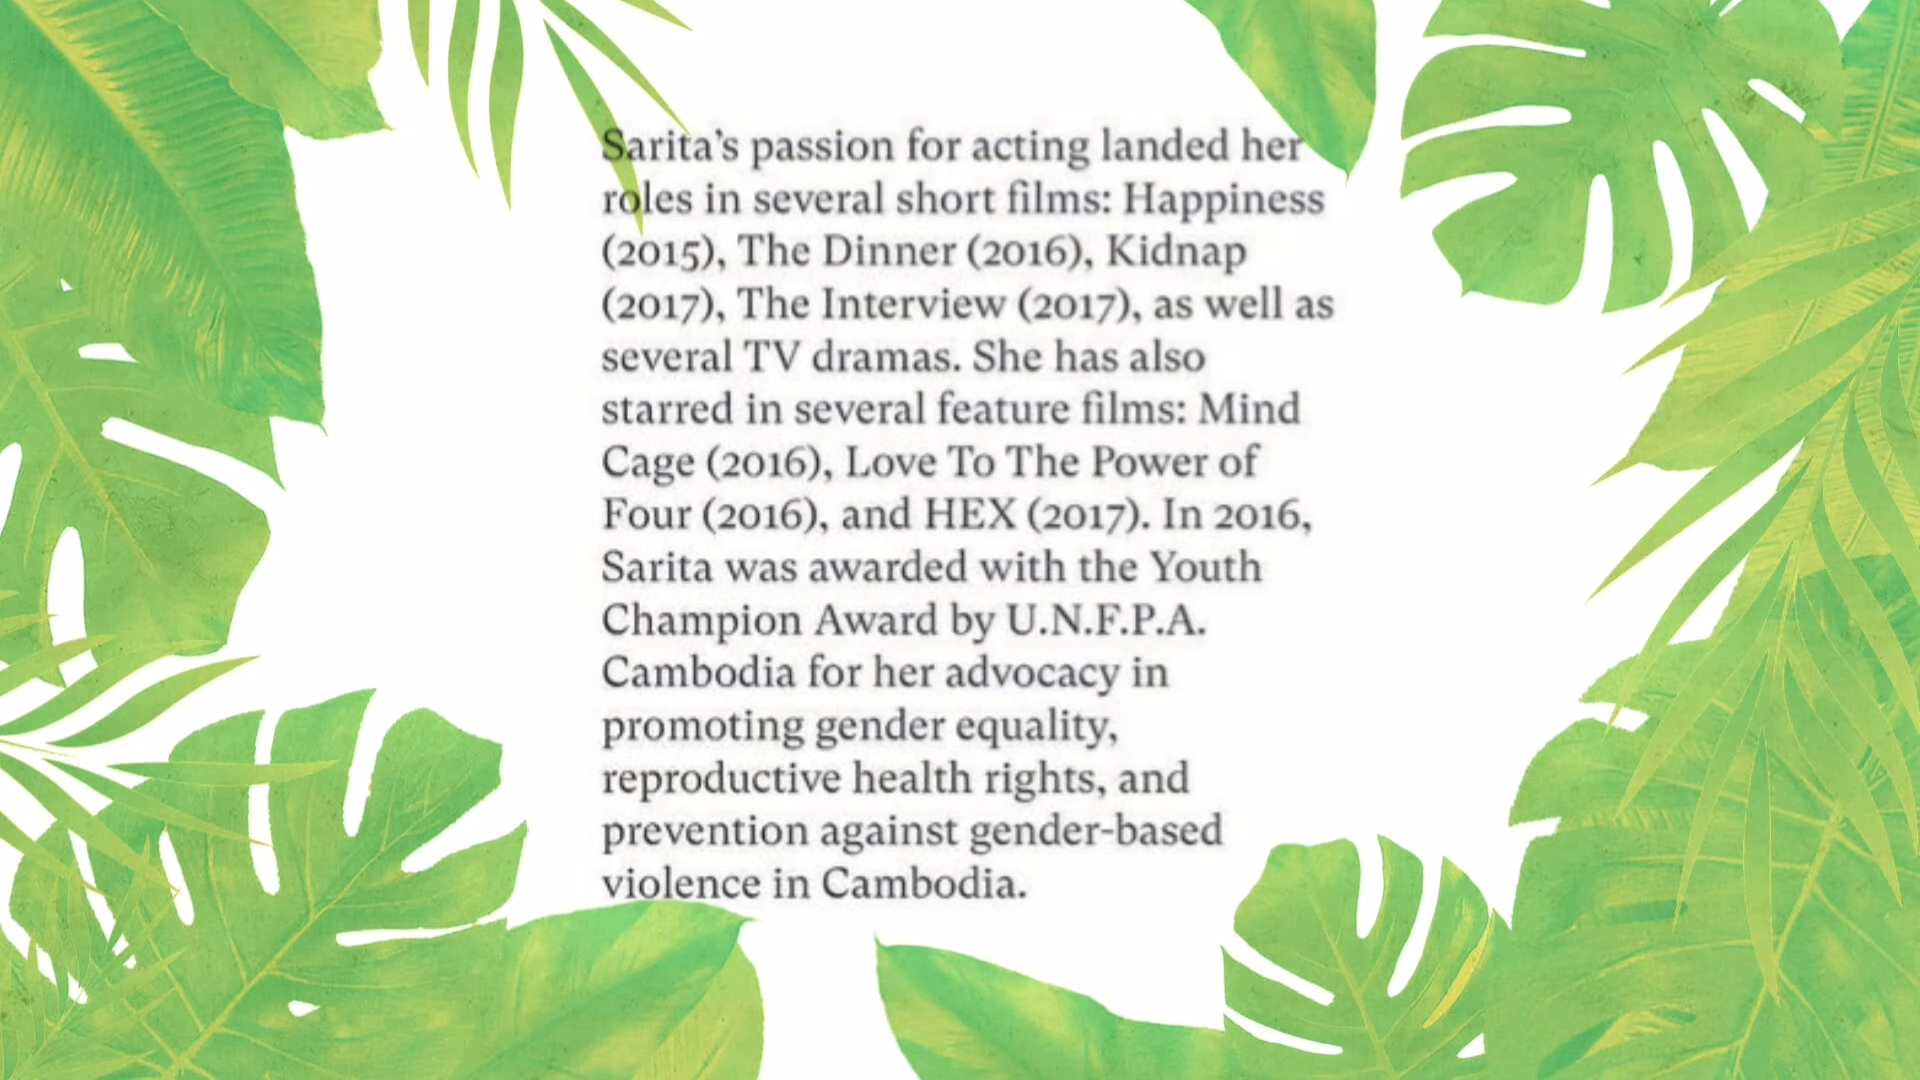 Sarita’s passion for acting landed her
roles in several short films: Happiness
(2015), The Dinner (2016), Kidnap
(2017), The Interview (2017), as well as
several TV dramas. She has also
starred in several feature films: Mind
Cage (2016), Love To The Power of
Four (2016), and HEX (2017). In 2016,
Sarita was awarded with the Youth
Champion Award by U.N.F.P.A.
Cambodia for her advocacy in
promoting gender equality,
reproductive health rights, and
prevention against gender-based
violence in Cambodia.